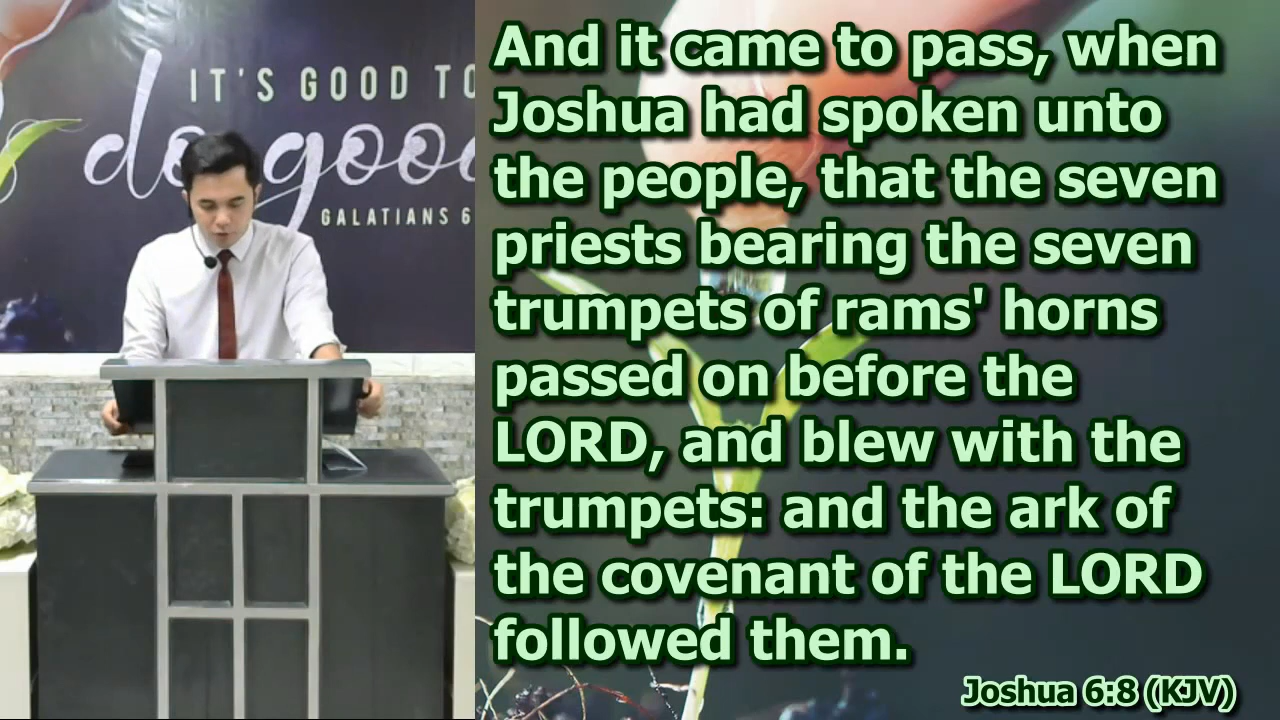 IT'S GOOD TO
do good
GALATIANS 6
And it came to pass, when
Joshua had spoken unto
the people, that the seven
priests bearing the seven
trumpets of rams' horns
passed on before the
LORD, and blew with the
trumpets: and the ark of
the covenant of the LORD
followed them.
Joshua 6:8 (KJV)